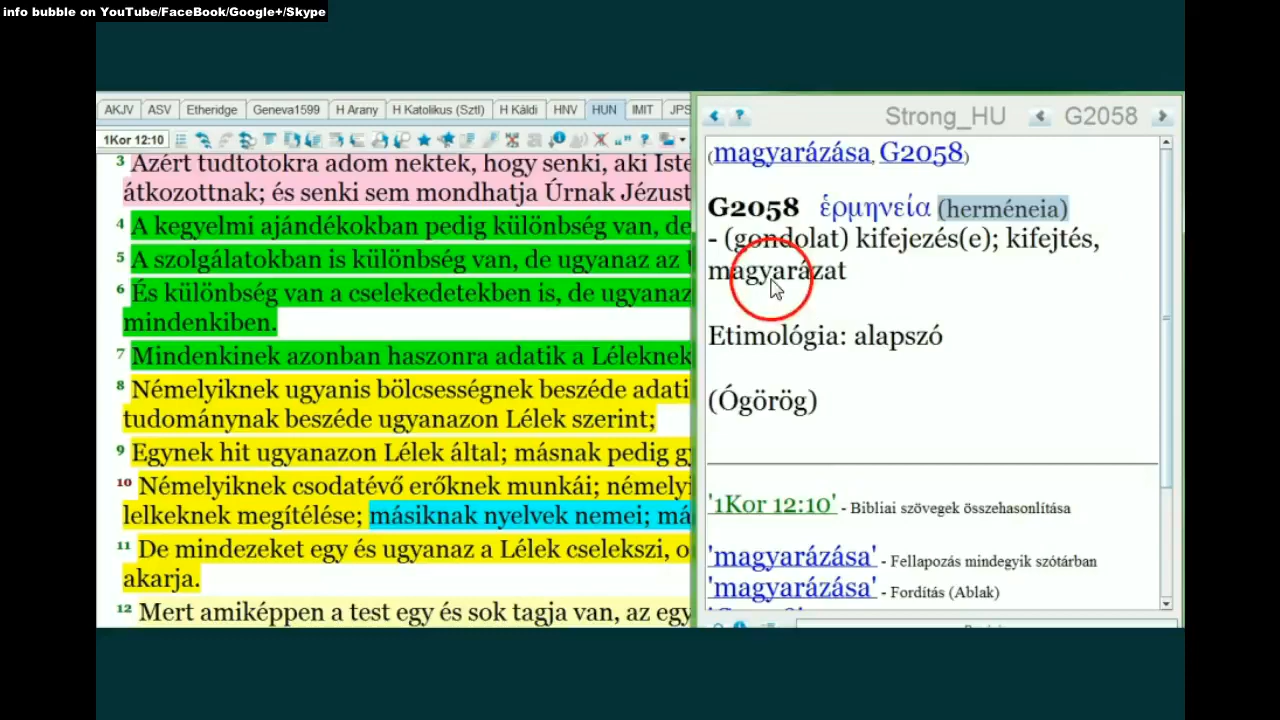 info bubble on YouTube/FaceBook/Google+/Skype
AKJV ASV Etheridge Geneva1599 H Arany H Katolikus (Sztl) H Káldi HNV HUN IMIT JPS
1Kor 12:10
3 Azért tudtotokra adom nektek, hogy senki, aki Iste
átkozottnak; és senki sem mondhatja Úrnak Jézust
4 A kegyelmi ajándékokban pedig különbség van, de
5 A szolgálatokban is különbség van, de ugyanaz az
6 És különbség van a cselekedetekben is, de ugyanaz
mindenkiben.
7 Mindenkinek azonban haszonra adatik a Léleknek
8 Némelyiknek ugyanis bölcsességnek beszéde adati
tudománynak beszéde ugyanazon Lélek szerint;
9 Egynek hit ugyanazon Lélek által; másnak pedig gy
10 Némelyiknek csodatévő erőknek munkái; némelyi
lelkeknek megítélése; másiknak nyelvek nemei; má
11 De mindezeket egy és ugyanaz a Lélek cselekszi, o
akarja.
12 Mert amiképpen a test egy és sok tagja van, az egy
Strong_HU G2058
(magyarázása, G2058)
G2058 ἑρμηνεία (herméneia)
- (gondolat) kifejezés(e); kifejtés,
magyarázat
Etimológia: alapszó
(Ógörög)
'1Kor 12:10' - Bibliai szövegek összehasonlítása
'magyarázása' - Fellapozás mindegyik szótárban
'magyarázása' - Fordítás (Ablak)